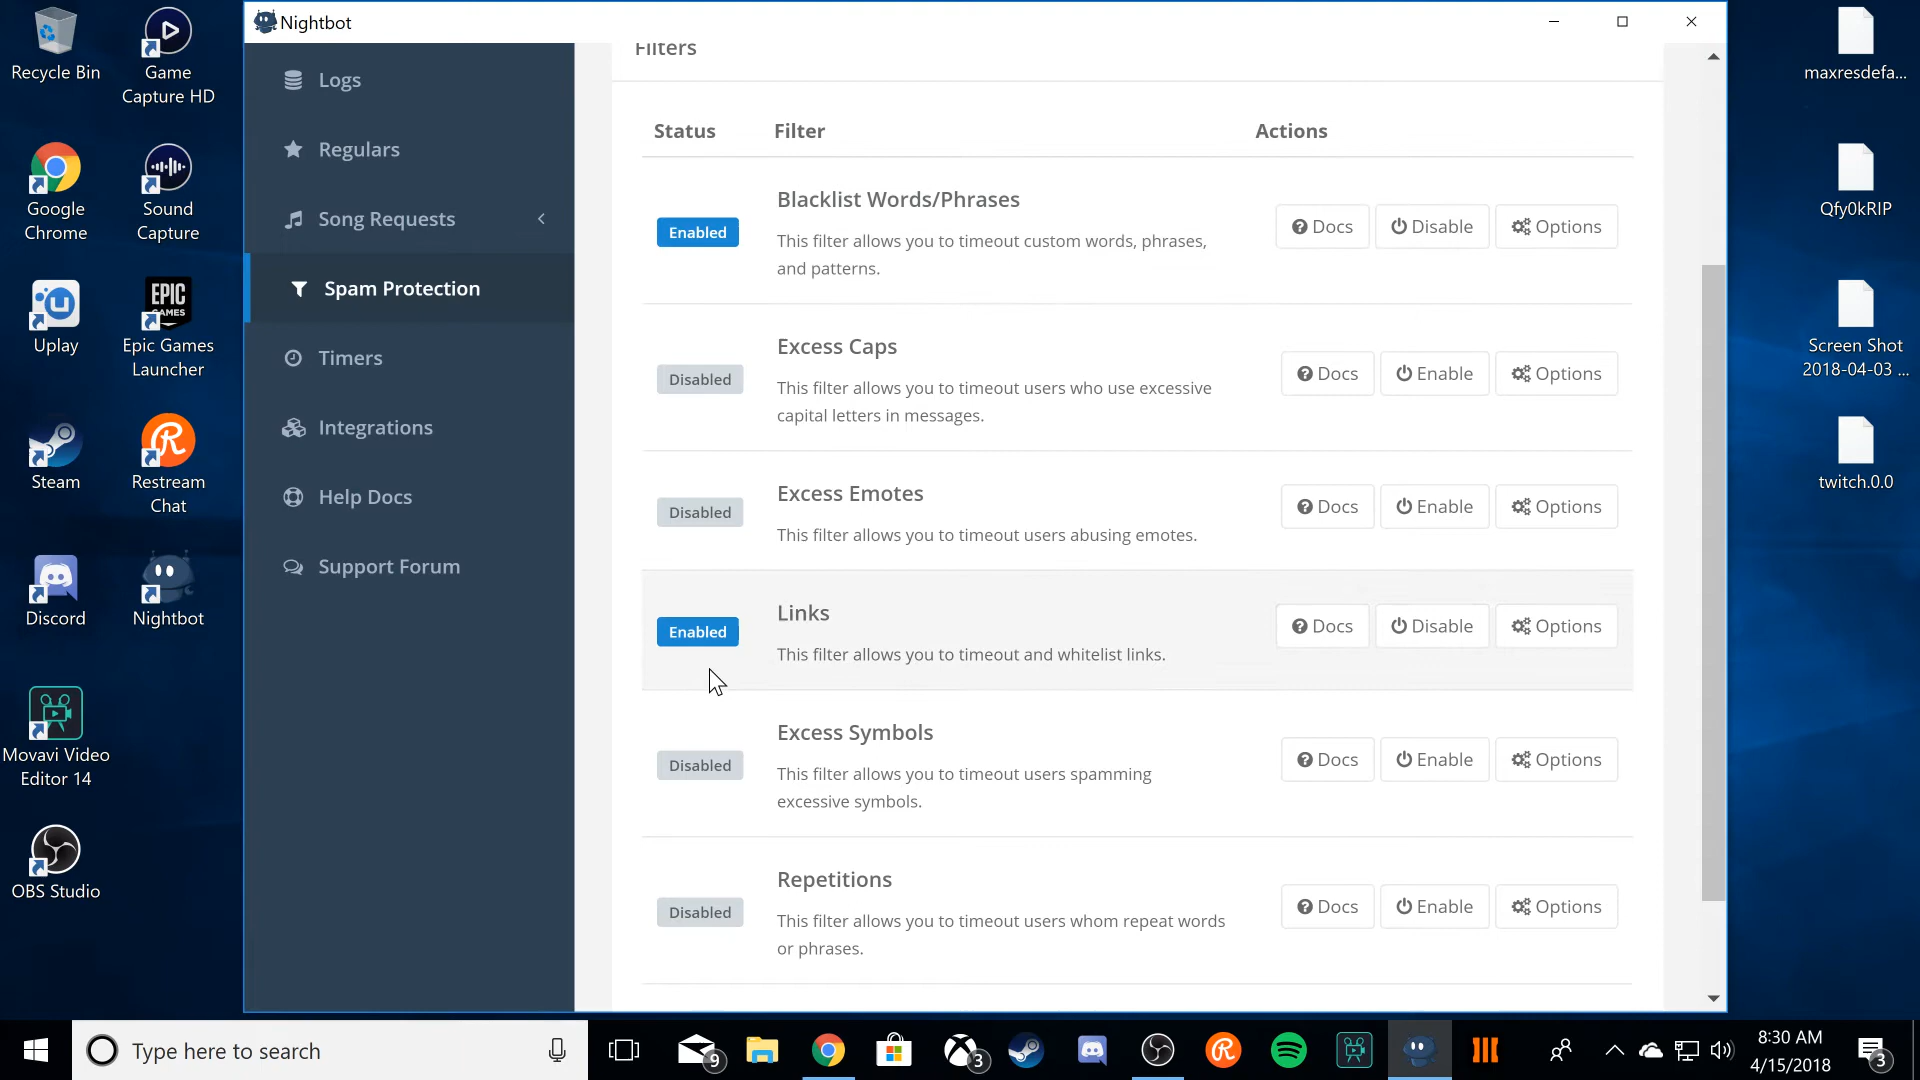 Nightbot
Recycle Bin
Game
Capture HD
Google
Chrome
Sound
Capture
Uplay
EPIC
GAMES
Epic Games
Launcher
Steam
Restream
Chat
Discord
Nightbot
Movavi Video
Editor 14
OBS Studio
Logs
Regulars
Song Requests
Spam Protection
Timers
Integrations
Help Docs
Support Forum
Filters
Status Filter Actions
Blacklist Words/Phrases
Enabled
This filter allows you to timeout custom words, phrases,
and patterns.
Docs Disable Options
Excess Caps
Disabled
This filter allows you to timeout users who use excessive
capital letters in messages.
Docs Enable Options
Excess Emotes
Disabled
This filter allows you to timeout users abusing emotes.
Docs Enable Options
Links
Enabled
This filter allows you to timeout and whitelist links.
Docs Disable Options
Excess Symbols
Disabled
This filter allows you to timeout users spamming
excessive symbols.
Docs Enable Options
Repetitions
Disabled
This filter allows you to timeout users whom repeat words
or phrases.
Docs Enable Options
maxresdefa...
Qfy0kRIP
Screen Shot
2018-04-03 ...
twitch.0.0
Type here to search
9
3
8:30 AM
4/15/2018
3